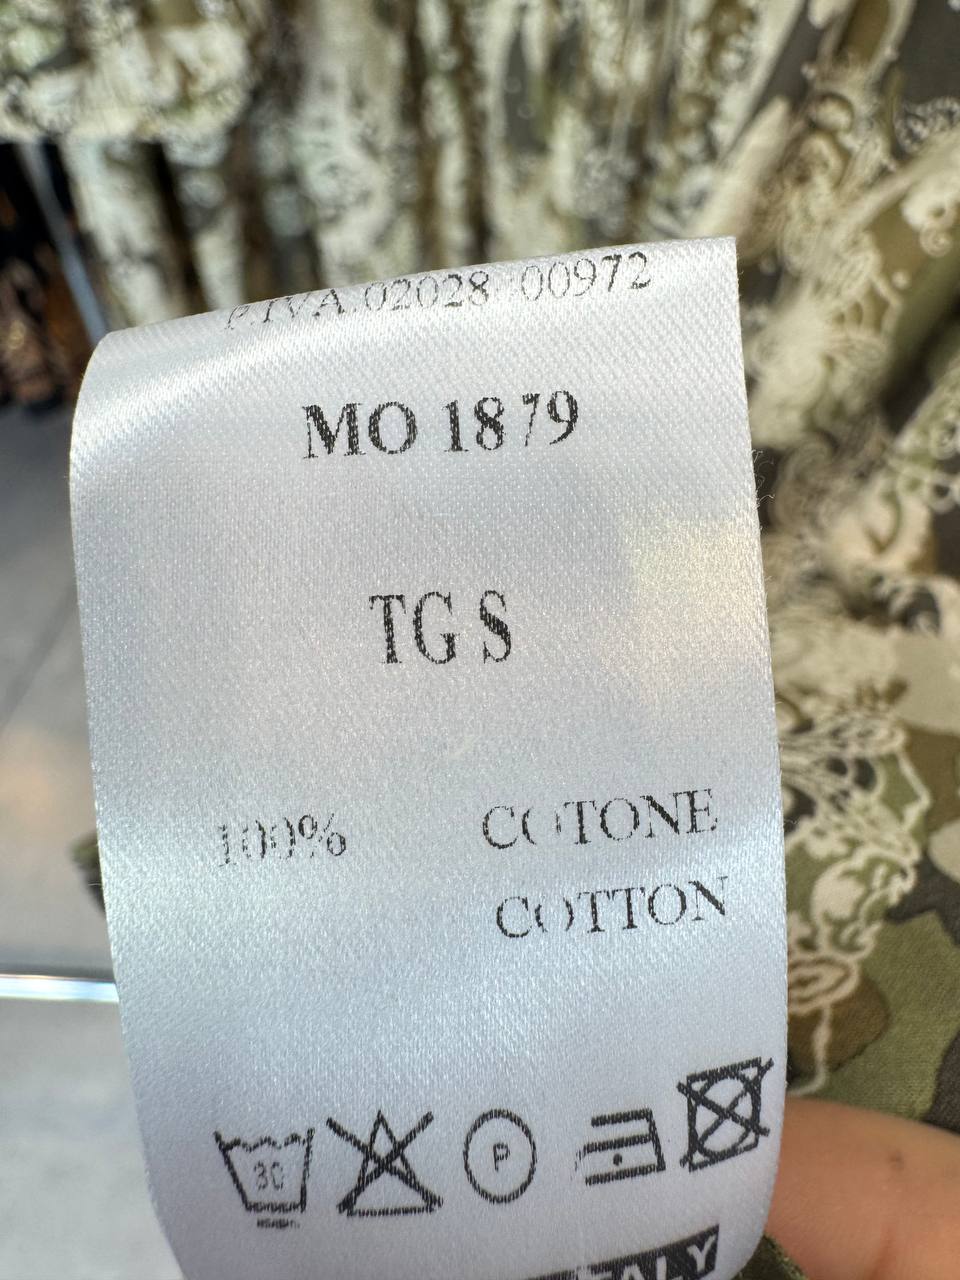 P.IVA.02028 00972
MO 1879
TG S
100% COTONE
COTTON
30
P